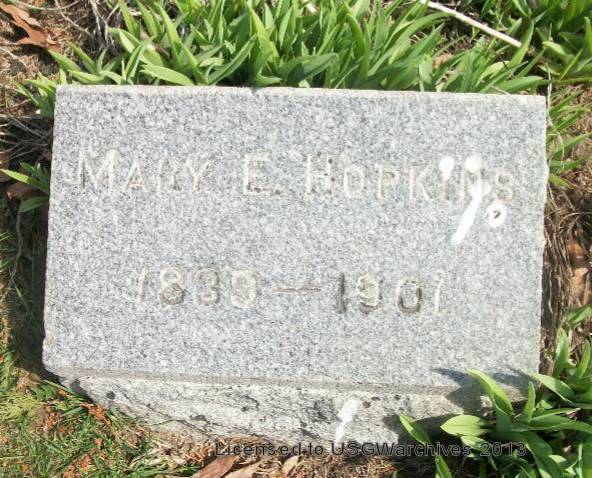 MARY E. HOPKINS
1839–1901
Licensed to USGWarchives 2013